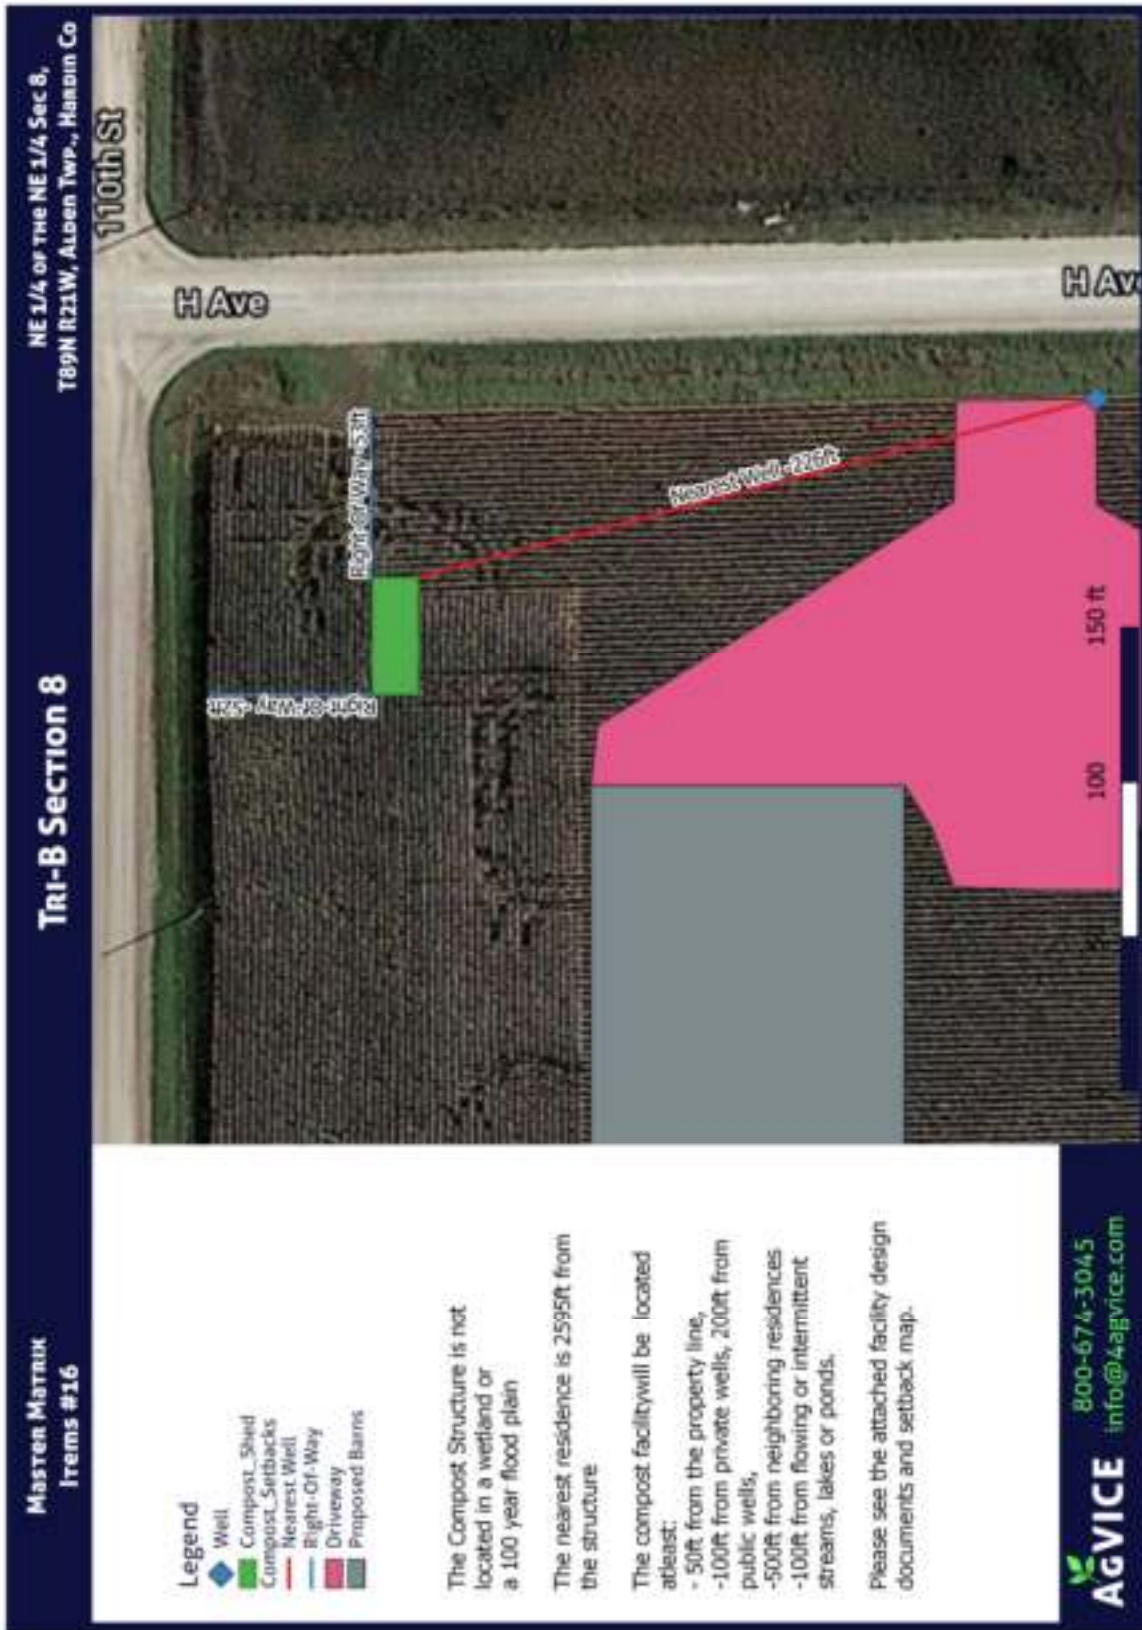 Master Matrix
Items #16
Tri-B Section 8
NE 1/4 of the NE 1/4 Sec 8,
T89N R21W, Alden Twp., Hardin Co
Legend
Well
Compost_Shed
Compost_Setbacks
Nearest Well
Right-Of-Way
Driveway
Proposed Barns
The Compost Structure is not
located in a wetland or
a 100 year flood plain
The nearest residence is 2595ft from
the structure
The compost facilitywill be located
atleast:
- 50ft from the property line,
-100ft from private wells, 200ft from
public wells,
-500ft from neighboring residences
-100ft from flowing or intermittent
streams, lakes or ponds.
Please see the attached facility design
documents and setback map.
AgVICE
800-674-3045
info@4agvice.com
110th St
H Ave
H Ave
Right-Of-Way -53ft
Right-Of-Way -52ft
Nearest Well -226ft
100
150 ft